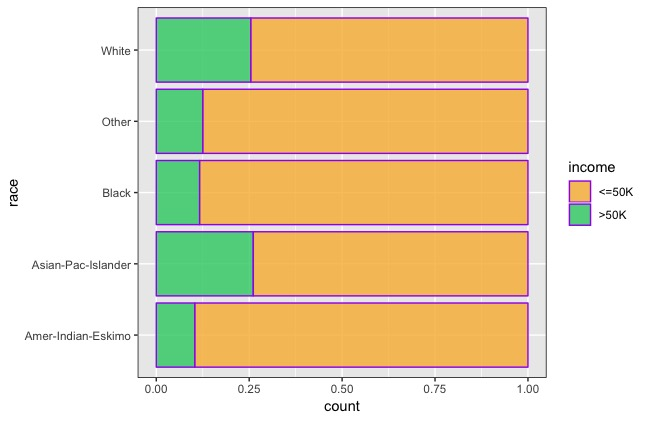 White
Other
Black
Asian-Pac-Islander
Amer-Indian-Eskimo
race
0.00 0.25 0.50 0.75 1.00
count
income
<=50K
>50K